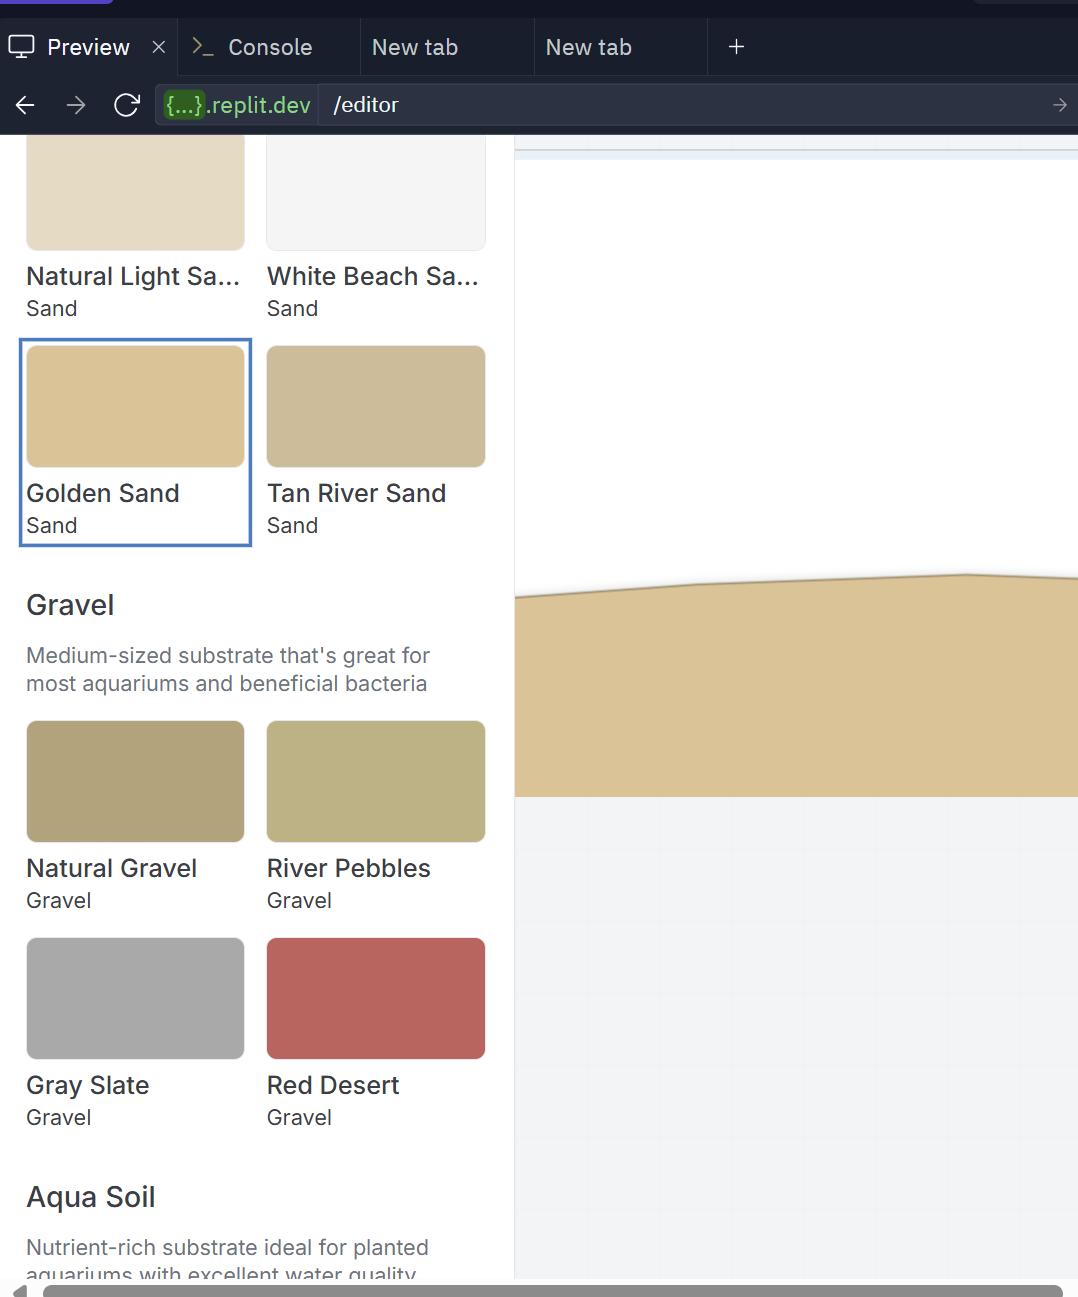 Preview
Console
New tab
New tab
{...}.replit.dev
/editor
Natural Light Sa...
Sand
White Beach Sa...
Sand
Golden Sand
Sand
Tan River Sand
Sand
Gravel
Medium-sized substrate that's great for
most aquariums and beneficial bacteria
Natural Gravel
Gravel
River Pebbles
Gravel
Gray Slate
Gravel
Red Desert
Gravel
Aqua Soil
Nutrient-rich substrate ideal for planted
aquariums with excellent water quality